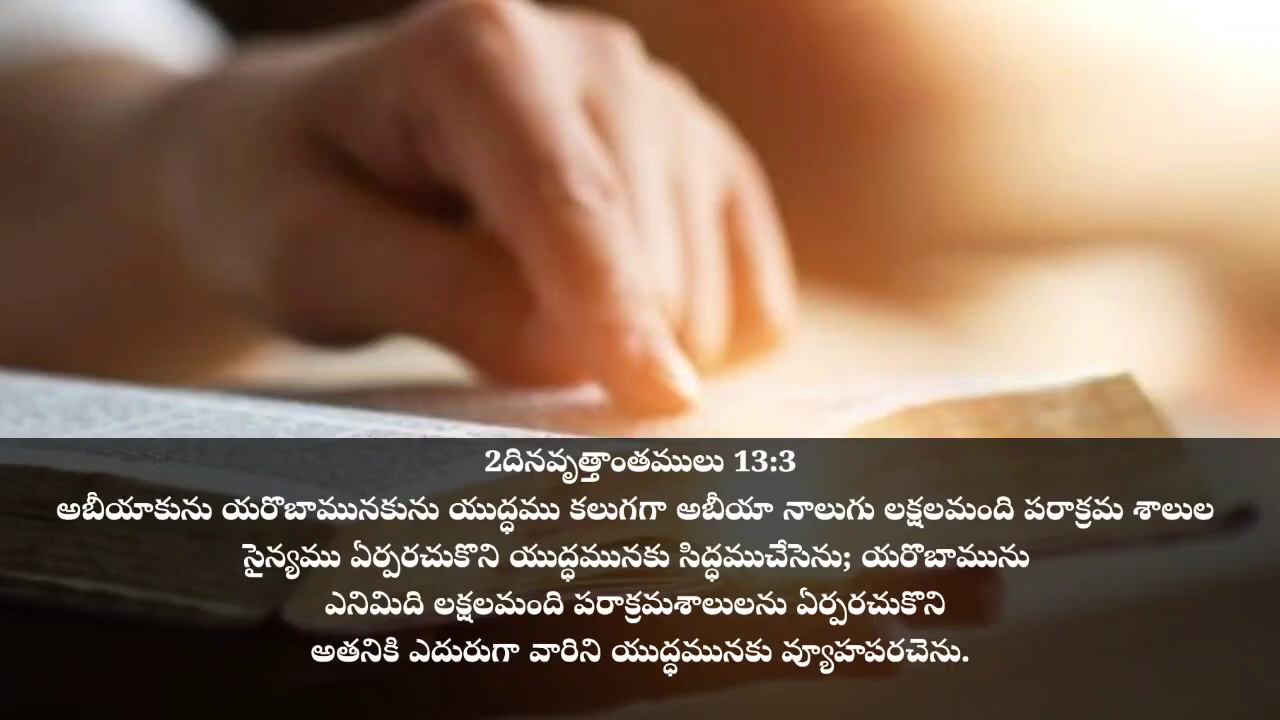 2దినవృత్తాంతములు 13:3
అబీయాకును యరొబామునకును యుద్ధము కలుగగా అబీయా నాలుగు లక్షలమంది పరాక్రమ శాలుల
సైన్యము ఏర్పరచుకొని యుద్ధమునకు సిద్ధముచేసెను; యరొబామును
ఎనిమిది లక్షలమంది పరాక్రమశాలులను ఏర్పరచుకొని
అతనికి ఎదురుగా వారిని యుద్ధమునకు వ్యూహపరచెను.